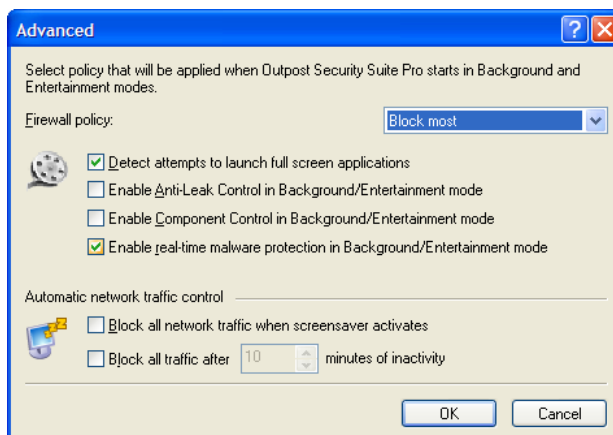 Advanced
Select policy that will be applied when Outpost Security Suite Pro starts in Background and
Entertainment modes.
Firewall policy:
Block most
Detect attempts to launch full screen applications
Enable Anti-Leak Control in Background/Entertainment mode
Enable Component Control in Background/Entertainment mode
Enable real-time malware protection in Background/Entertainment mode
Automatic network traffic control
Block all network traffic when screensaver activates
Block all traffic after 10 minutes of inactivity
OK Cancel